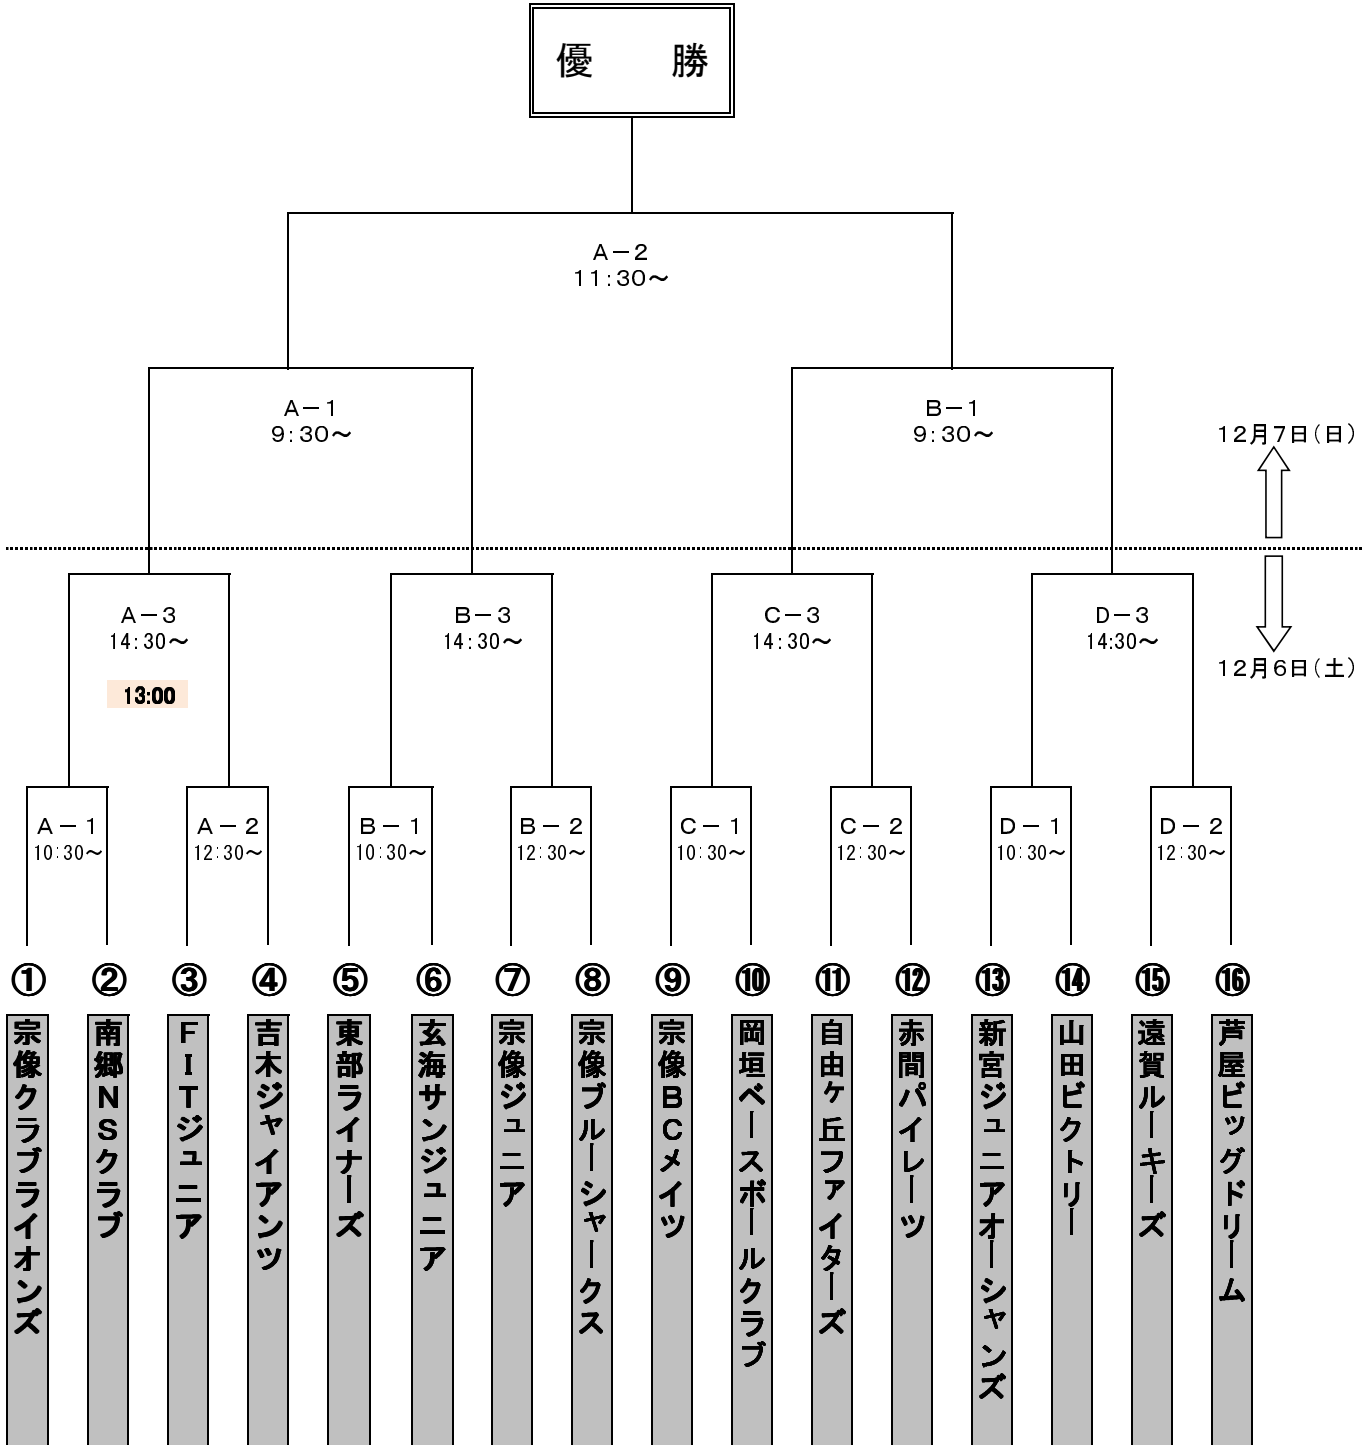 優　　勝
A－2
11:30～
A－1
9:30～
B－1
9:30～
12月7日(日)
A－3
14:30～
B－3
14:30～
C－3
14:30～
D－3
14:30～
12月6日(土)
13:00
A－1
10:30～
A－2
12:30～
B－1
10:30～
B－2
12:30～
C－1
10:30～
C－2
12:30～
D－1
10:30～
D－2
12:30～
①
宗像クラブライオンズ
②
南郷NSクラブ
③
FITジュニア
④
吉木ジャイアンツ
⑤
東部ライナーズ
⑥
玄海サンジュニア
⑦
宗像ジュニア
⑧
宗像ブルーシャークス
⑨
宗像BCメイツ
⑩
岡垣ベースボールクラブ
⑪
自由ヶ丘ファイターズ
⑫
赤間パイレーツ
⑬
新宮ジュニアオーシャンズ
⑭
山田ビクトリー
⑮
遠賀ルーキーズ
⑯
芦屋ビッグドリーム